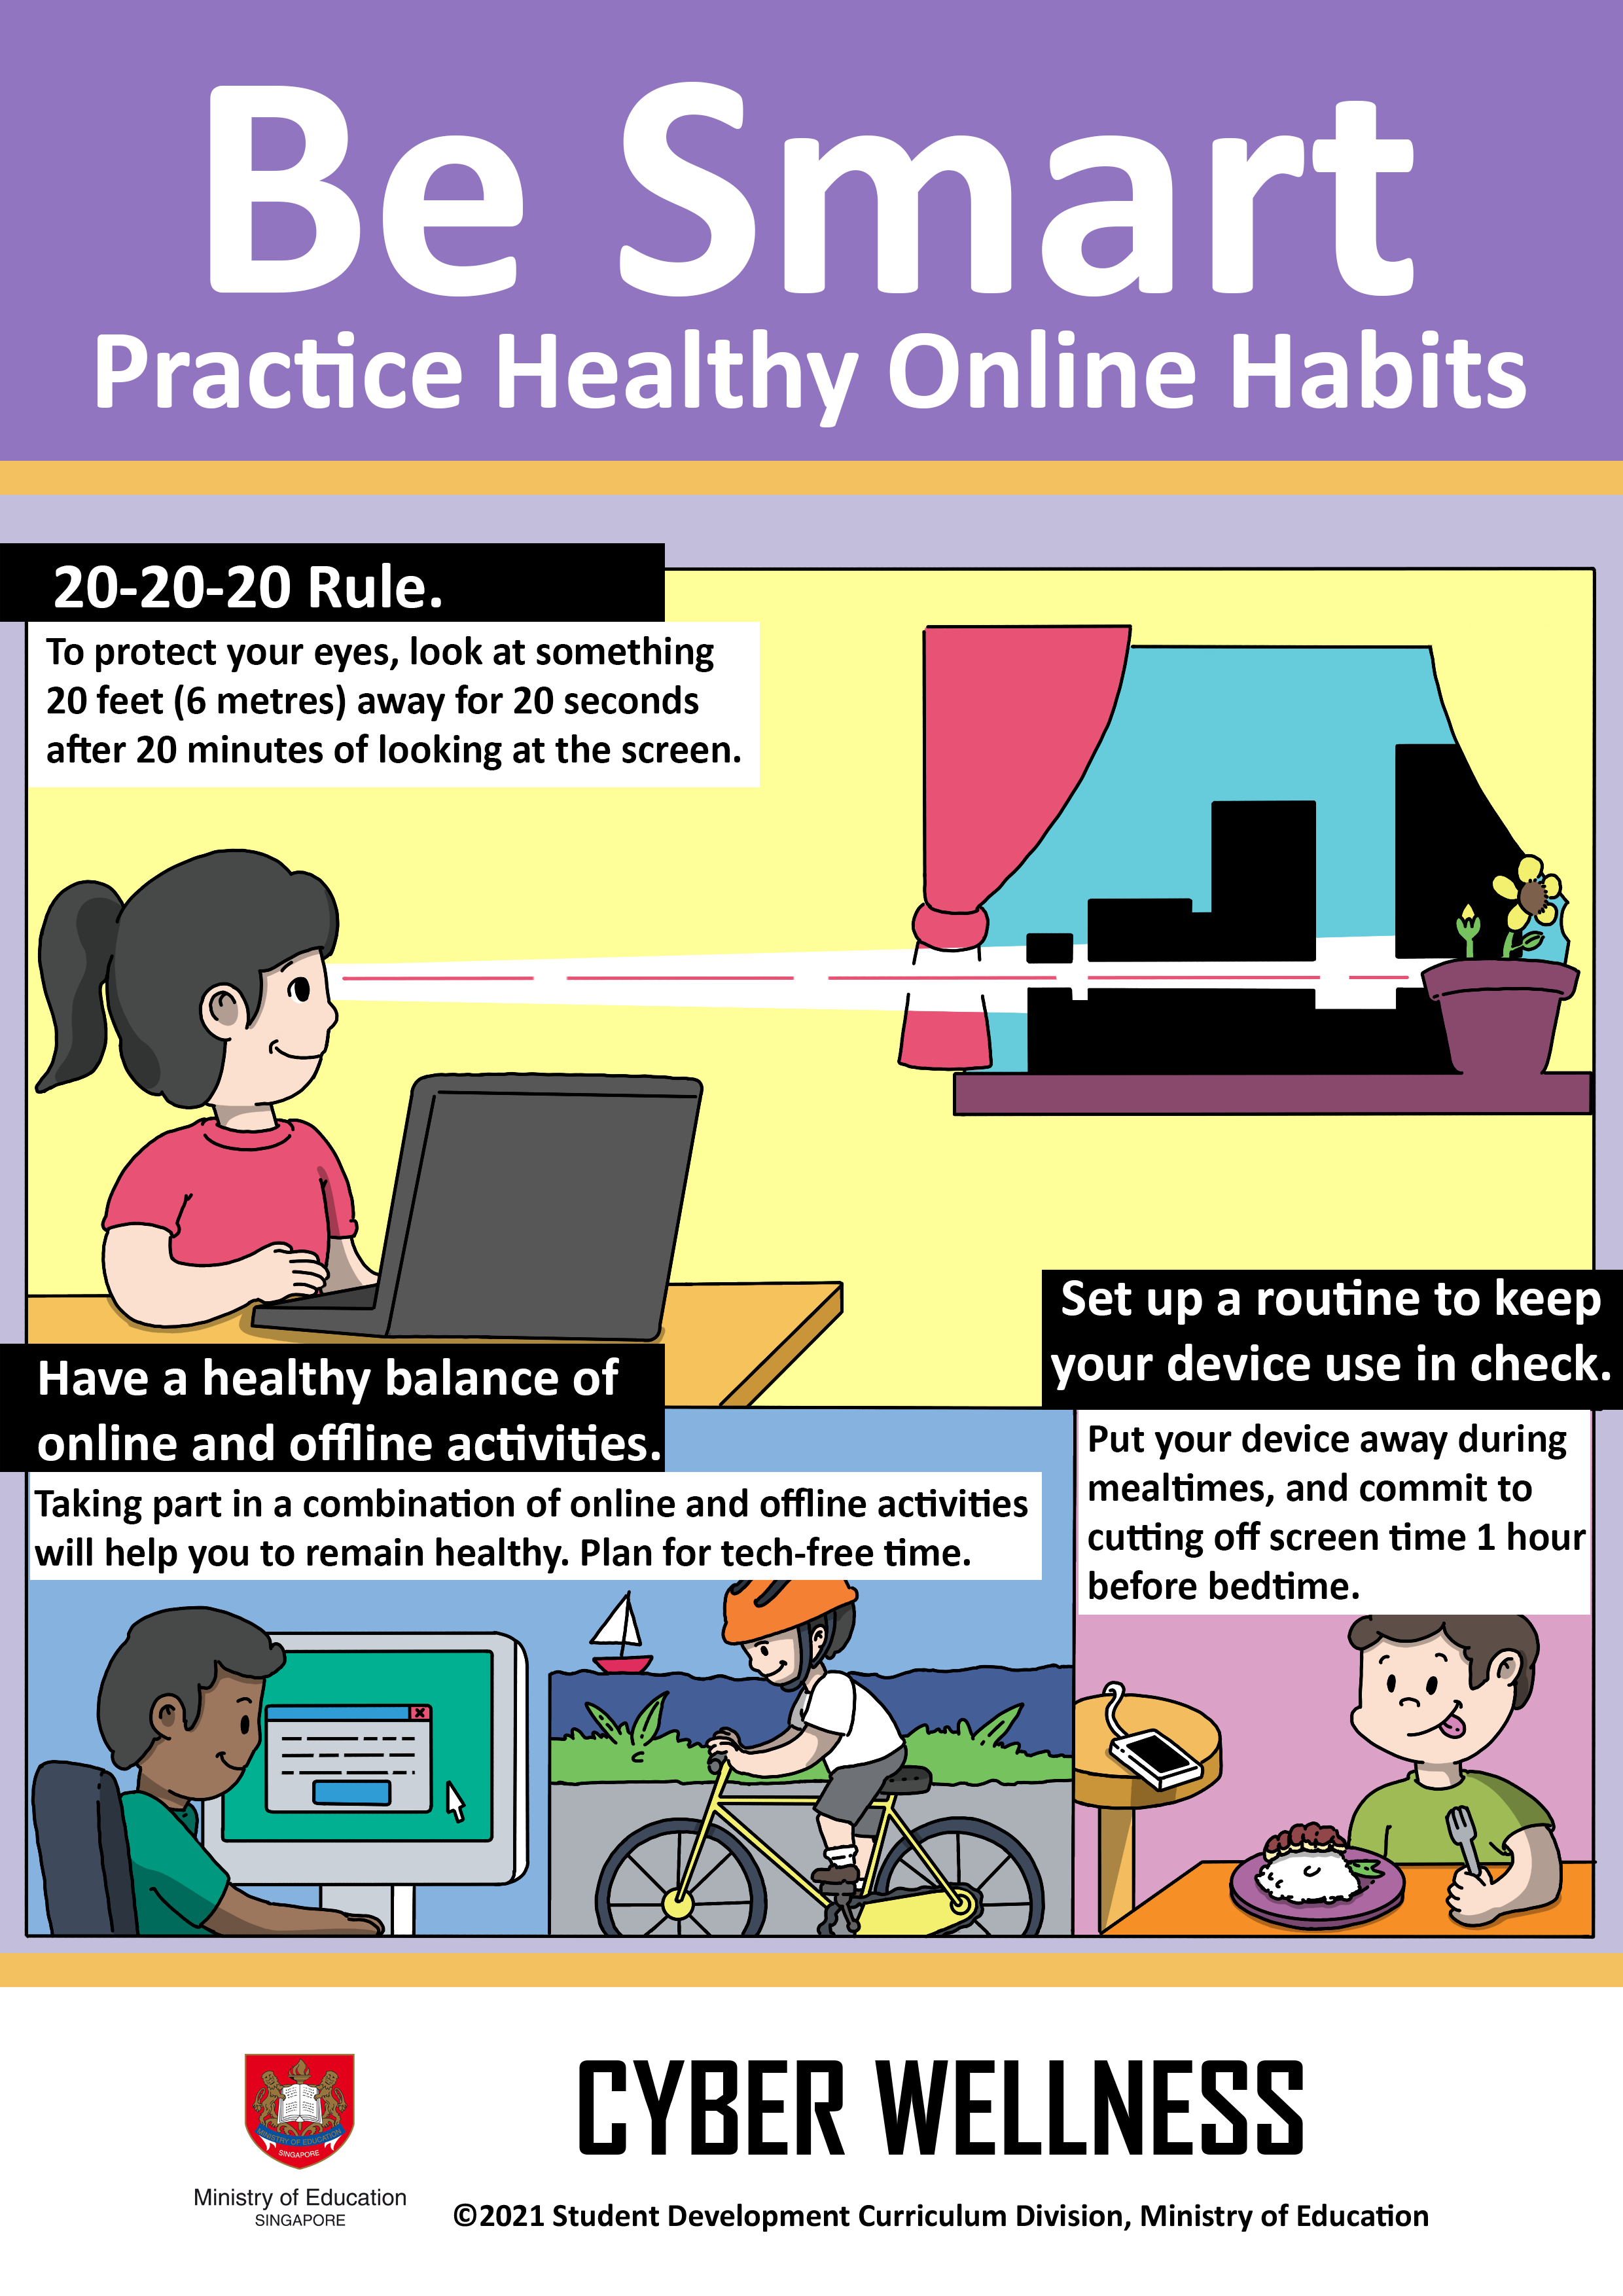 Be Smart
Practice Healthy Online Habits
20-20-20 Rule.
To protect your eyes, look at something
20 feet (6 metres) away for 20 seconds
after 20 minutes of looking at the screen.
Have a healthy balance of
online and offline activities.
Taking part in a combination of online and offline activities
will help you to remain healthy. Plan for tech-free time.
Set up a routine to keep
your device use in check.
Put your device away during
mealtimes, and commit to
cutting off screen time 1 hour
before bedtime.
MINISTRY OF EDUCATION
SINGAPORE
Ministry of Education
SINGAPORE
CYBER WELLNESS
©2021 Student Development Curriculum Division, Ministry of Education